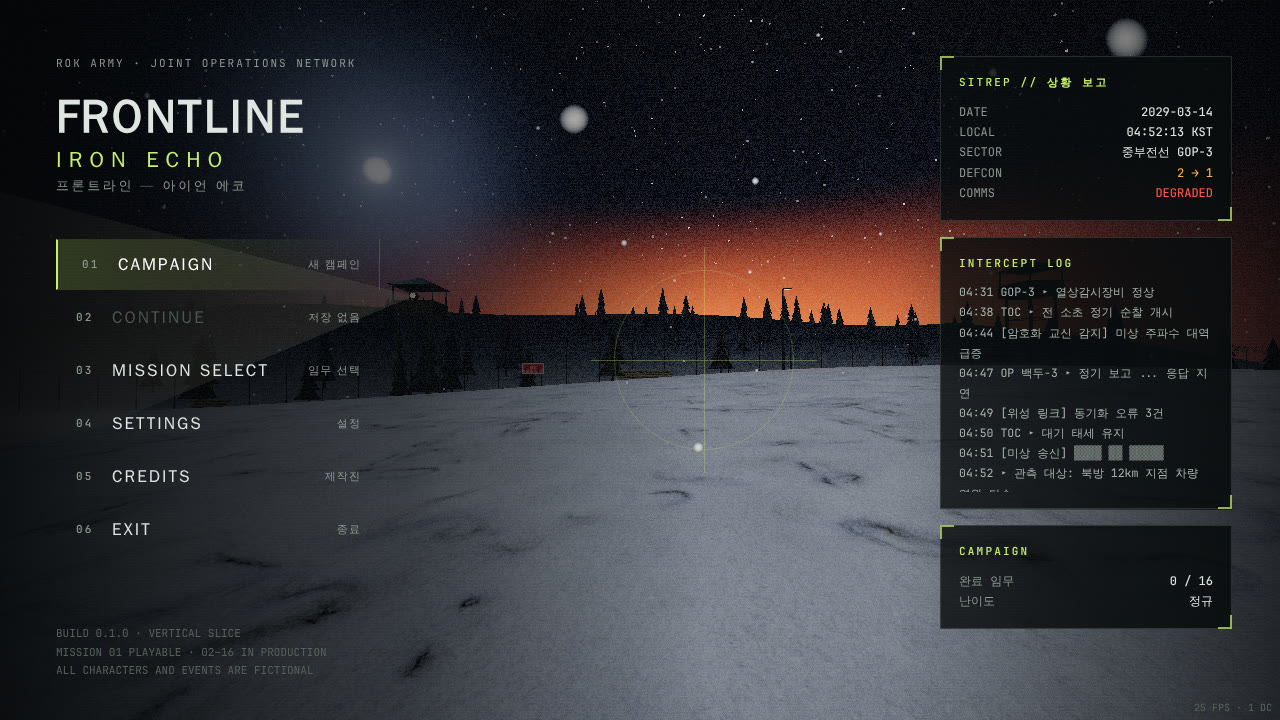 ROK ARMY · JOINT OPERATIONS NETWORK
FRONTLINE
IRON ECHO
프론트라인 — 아이언 에코
01 CAMPAIGN 새 캠페인
02 CONTINUE 저장 없음
03 MISSION SELECT 임무 선택
04 SETTINGS 설정
05 CREDITS 제작진
06 EXIT 종료
BUILD 0.1.0 · VERTICAL SLICE
MISSION 01 PLAYABLE · 02–16 IN PRODUCTION
ALL CHARACTERS AND EVENTS ARE FICTIONAL
SITREP // 상황 보고
DATE 2029-03-14
LOCAL 04:52:13 KST
SECTOR 중부전선 GOP-3
DEFCON 2 → 1
COMMS DEGRADED
INTERCEPT LOG
04:31 GOP-3 ‣ 열상감시장비 정상
04:38 TOC ‣ 전 소초 정기 순찰 개시
04:44 [암호화 교신 감지] 미상 주파수 대역
급증
04:47 OP 백두-3 ‣ 정기 보고 ... 응답 지
연
04:49 [위성 링크] 동기화 오류 3건
04:50 TOC ‣ 대기 태세 유지
04:51 [미상 송신] ▒▒▒▒ ▒▒ ▒▒▒▒▒
04:52 ‣ 관측 대상: 북방 12km 지점 차량
CAMPAIGN
완료 임무 0 / 16
난이도 정규
25 FPS · 1 DC